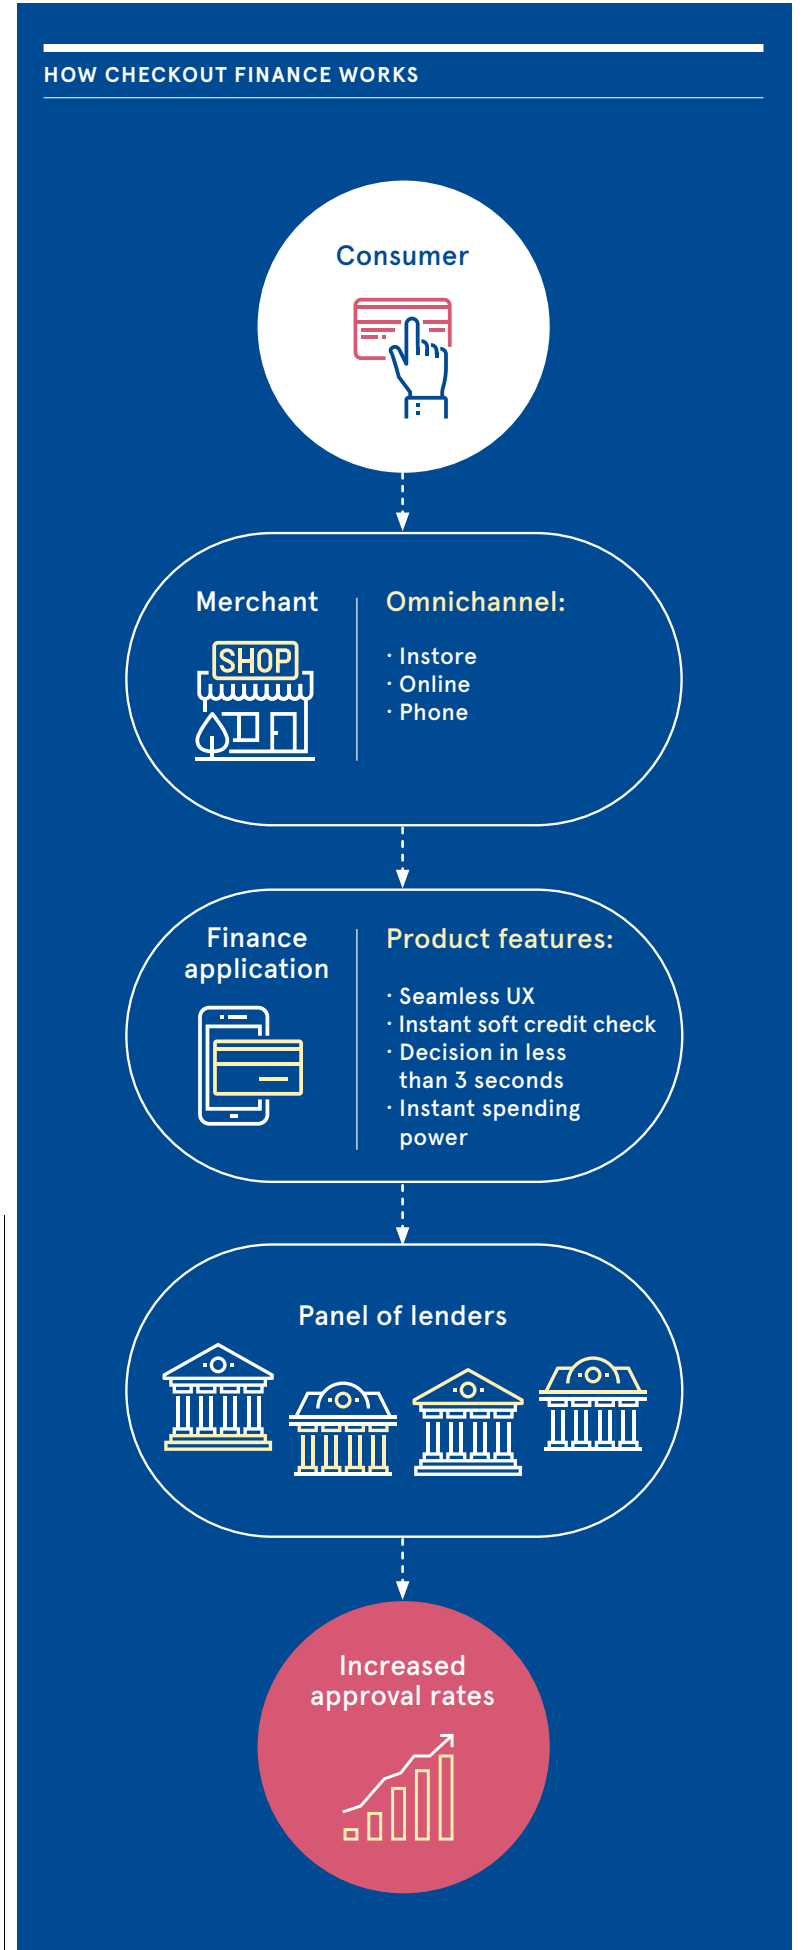 HOW CHECKOUT FINANCE WORKS
Consumer
Merchant
SHOP
Omnichannel:
· Instore
· Online
· Phone
Finance
application
Product features:
· Seamless UX
· Instant soft credit check
· Decision in less
than 3 seconds
· Instant spending
power
Panel of lenders
Increased
approval rates